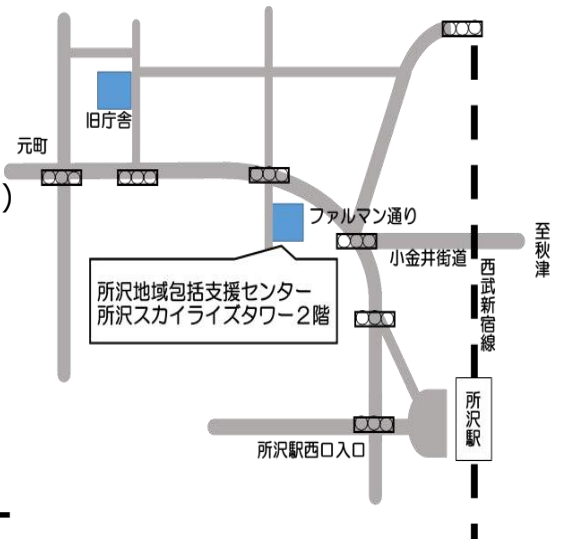 旧庁舎
元町
)
ファルマン通り
小金井街道
至秋津
西武新宿線
所沢地域包括支援センター
所沢スカイライズタワー2階
所沢駅
所沢駅西口入口